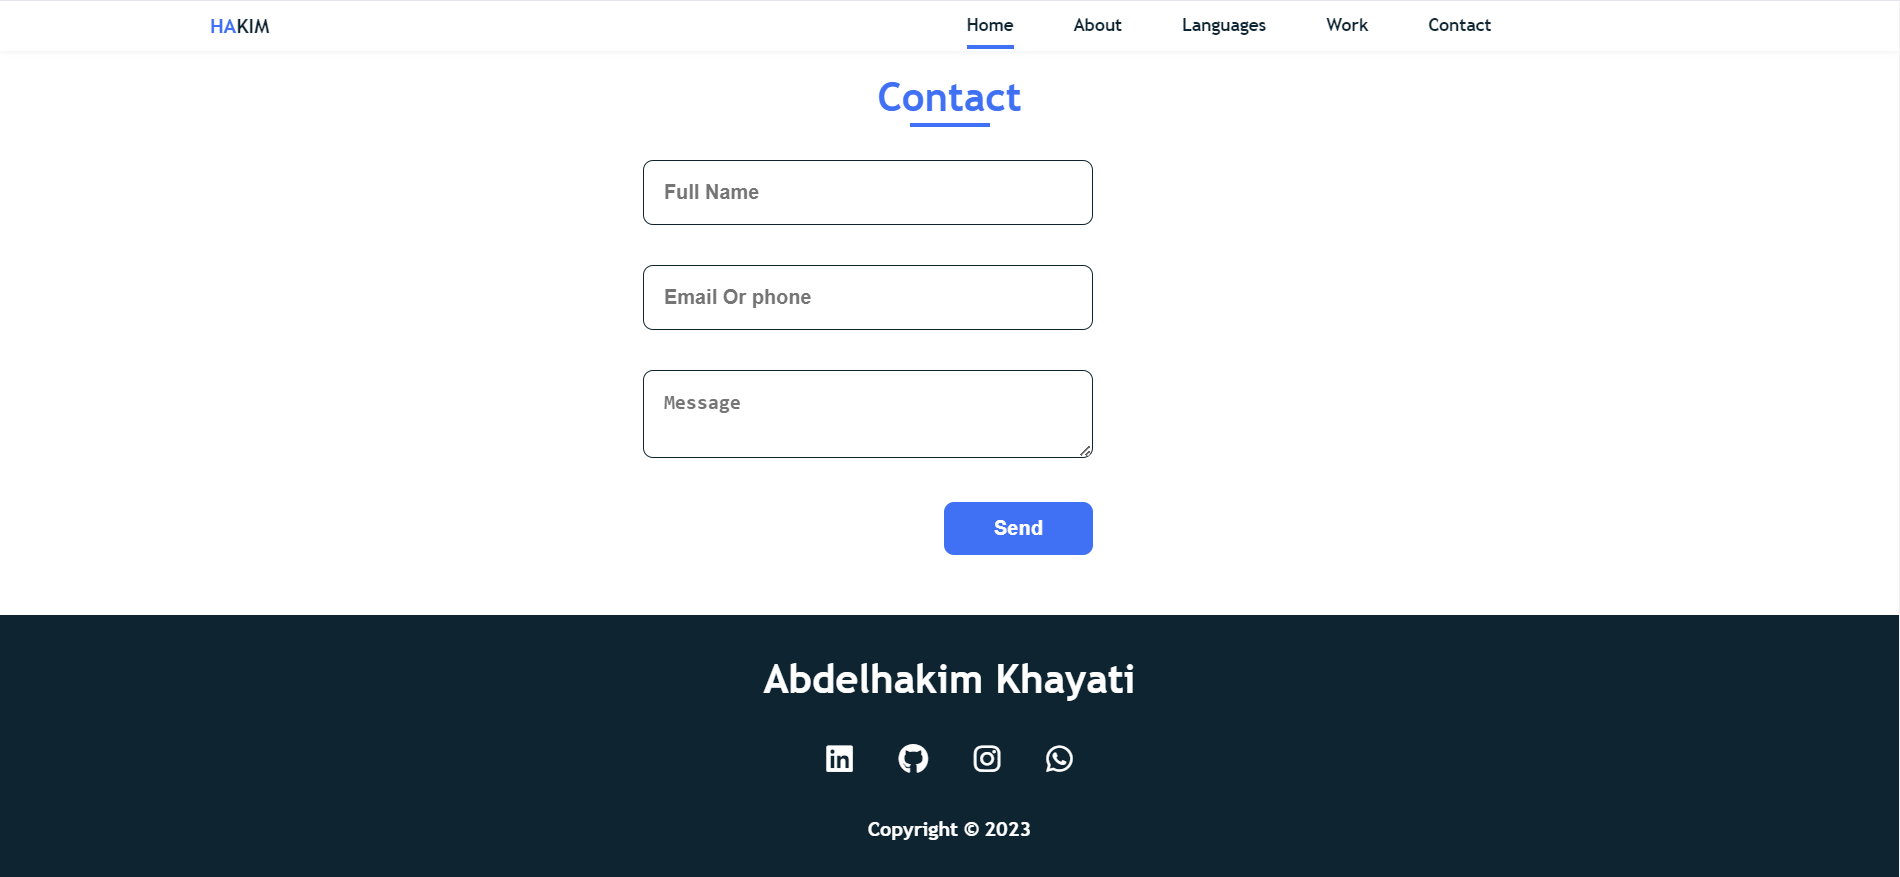 HAKIM Home About Languages Work Contact
Contact
Full Name
Email Or phone
Message
Send
Abdelhakim Khayati
Copyright © 2023